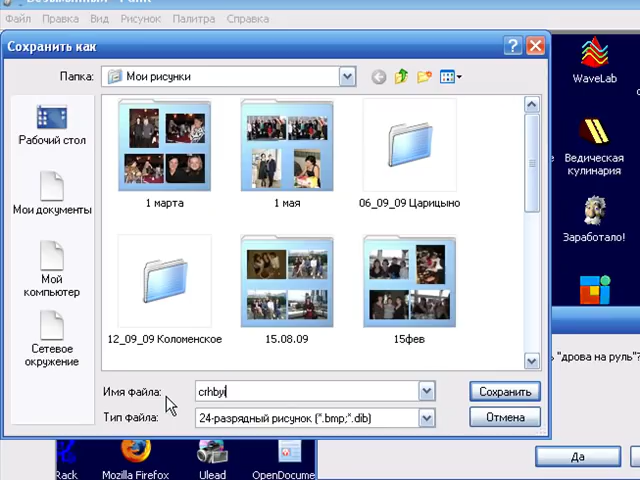 Файл Правка Вид Рисунок Палитра Справка
Сохранить как
Папка: Мои рисунки
WaveLab
Рабочий стол
Мои документы
Мой
компьютер
Сетевое
окружение
1 марта
1 мая
06_09_09 Царицыно
12_09_09 Коломенское
15.08.09
15фев
Ведическая
кулинария
Заработало!
Имя файла: crhbyi
Сохранить
Тип файла: 24-разрядный рисунок (*.bmp;*.dib)
Отмена
"дрова на руль"?
Да
Rack
Mozilla Firefox
Ulead
OpenDocume